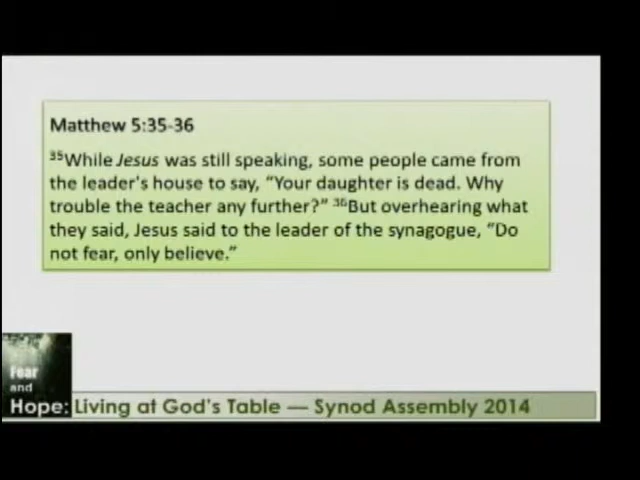 Matthew 5:35-36
35While Jesus was still speaking, some people came from
the leader's house to say, “Your daughter is dead. Why
trouble the teacher any further?” 36But overhearing what
they said, Jesus said to the leader of the synagogue, “Do
not fear, only believe.”
Fear
and
Hope: Living at God's Table — Synod Assembly 2014